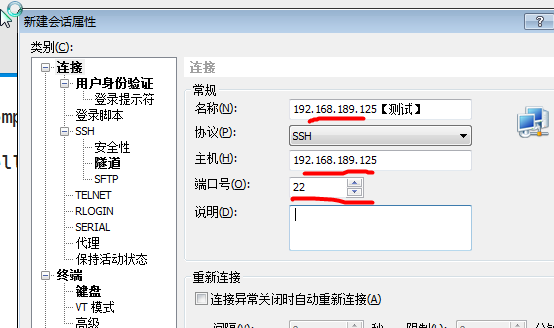 新建会话属性
类别(C):
连接
用户身份验证
登录提示符
登录脚本
SSH
安全性
隧道
SFTP
TELNET
RLOGIN
SERIAL
代理
保持活动状态
终端
键盘
VT 模式
高级
连接
常规
名称(N):
192.168.189.125【测试】
协议(P):
SSH
主机(H):
192.168.189.125
端口号(O):
22
说明(D):
重新连接
连接异常关闭时自动重新连接(A)